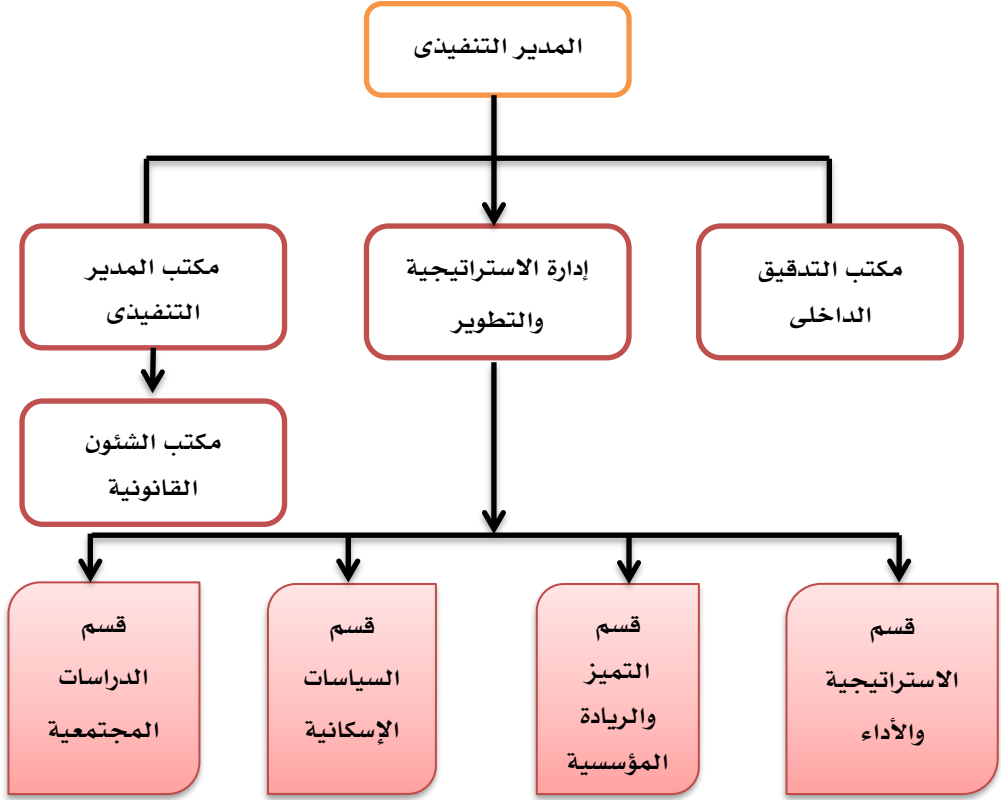 المدير التنفيذى
مكتب التدقيق
الداخلى
إدارة الاستراتيجية
والتطوير
مكتب المدير
التنفيذى
مكتب الشئون
القانونية
قسم
الاستراتيجية
والأداء
قسم
التميز
والريادة
المؤسسية
قسم
السياسات
الإسكانية
قسم
الدراسات
المجتمعية